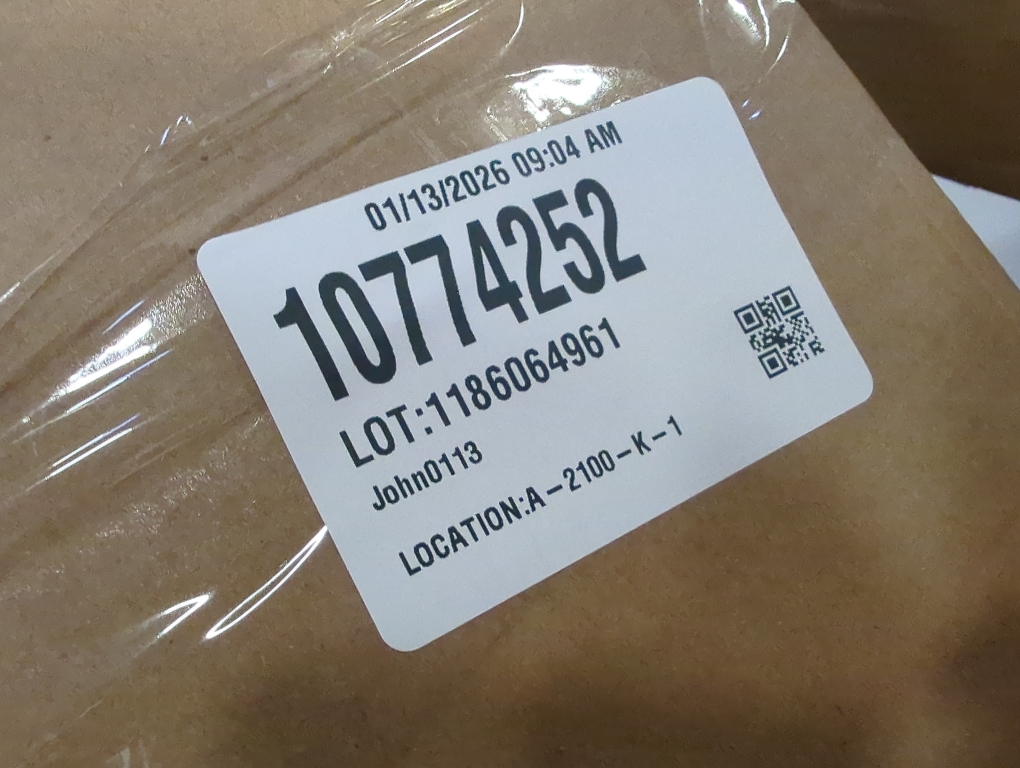 01/13/2026 09:04 AM
10774252
LOT:1186064961
John0113
LOCATION:A-2100-K-1